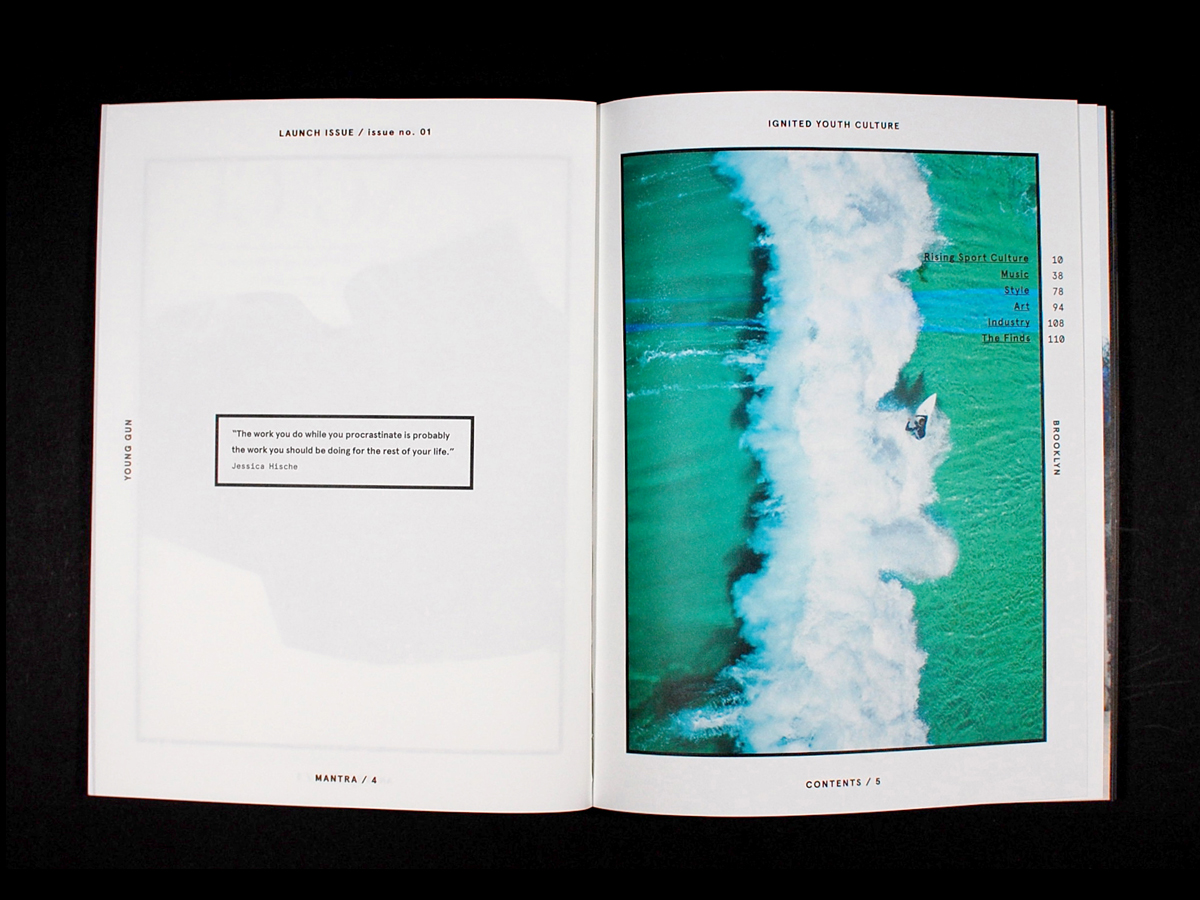 LAUNCH ISSUE / issue no. 01
YOUNG GUN
"The work you do while you procrastinate is probably
the work you should be doing for the rest of your life."
Jessica Hische
MANTRA / 4
IGNITED YOUTH CULTURE
Rising Sport Culture 10
Music 38
Style 78
Art 94
Industry 108
The Finds 110
BROOKLYN
CONTENTS / 5